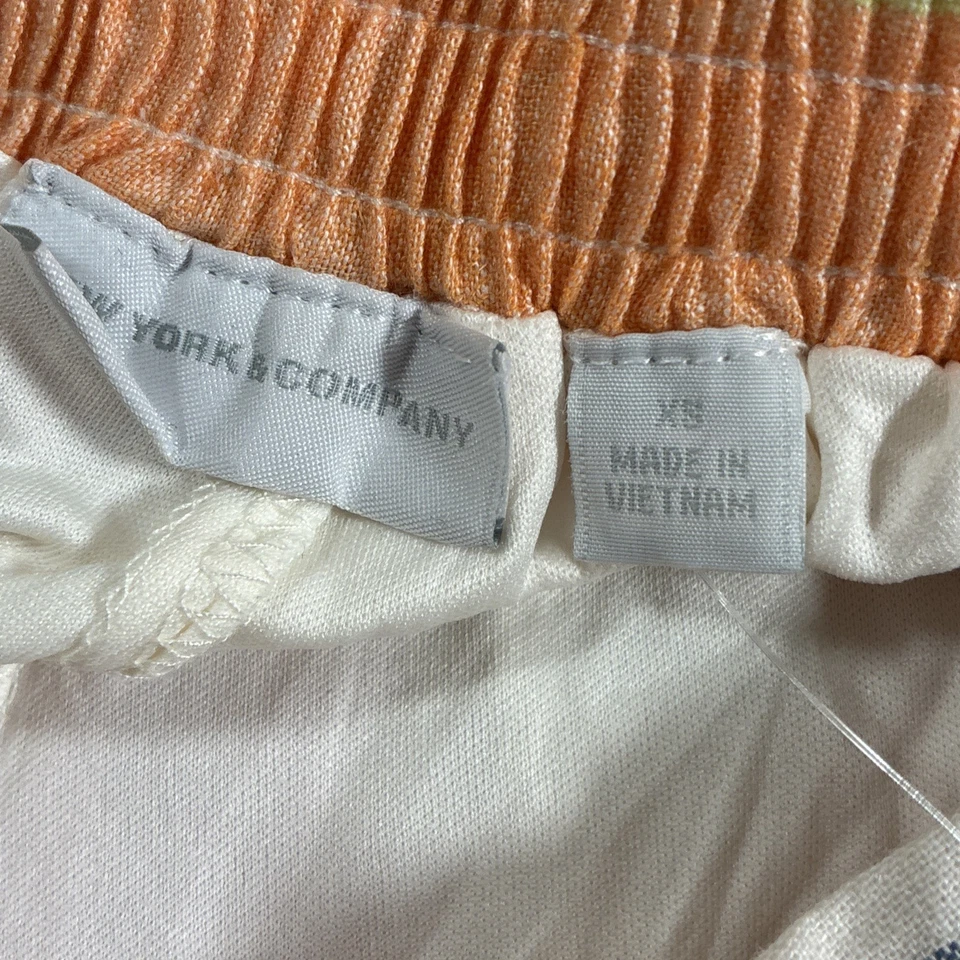 W YORK & COMPANY
XS
MADE IN
VIETNAM